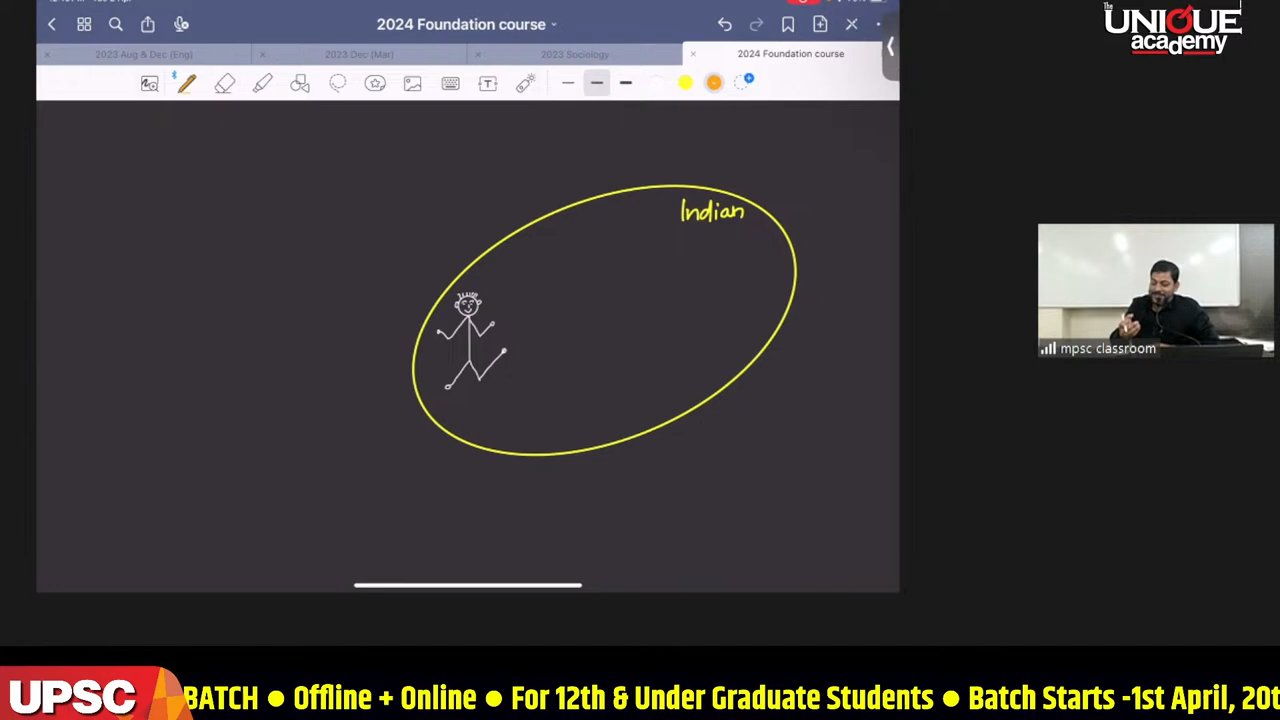 2024 Foundation course
The
UNIQUE
academy
2023 Aug & Dec (Eng)
2023 Dec (Mar)
2023 Sociology
2024 Foundation course
T
Indian
mpsc classroom
UPSC
BATCH ● Offline + Online ● For 12th & Under Graduate Students ● Batch Starts -1st April, 20t